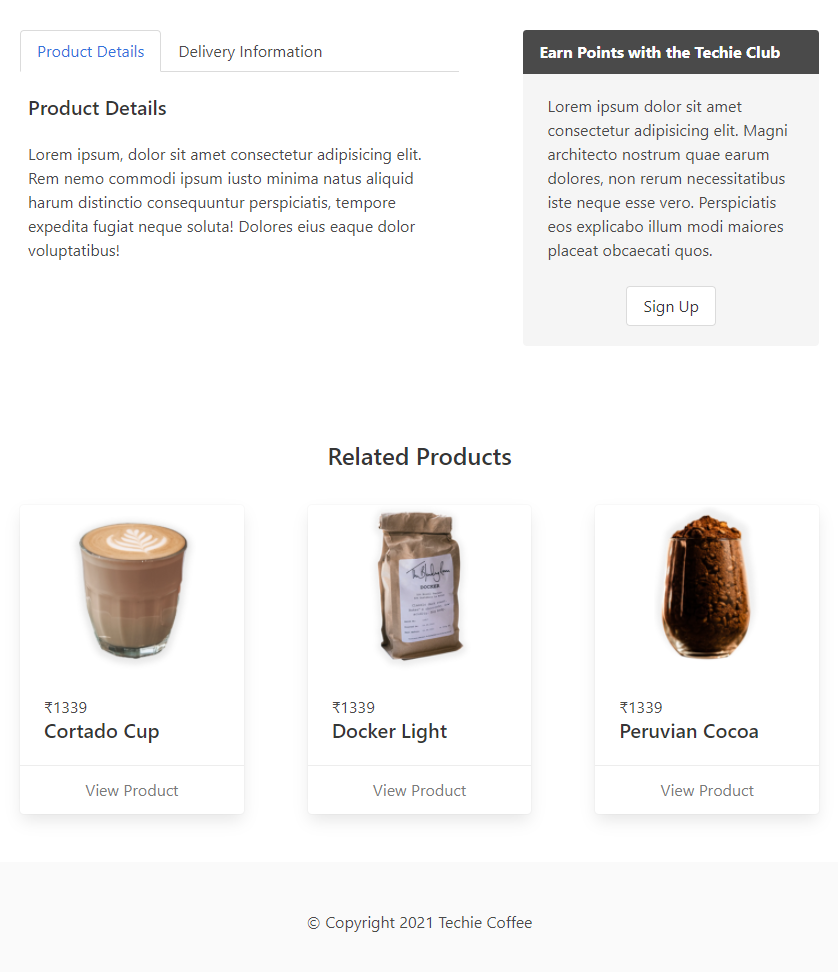 Product Details
Delivery Information
Product Details
Lorem ipsum, dolor sit amet consectetur adipisicing elit.
Rem nemo commodi ipsum iusto minima natus aliquid
harum distinctio consequuntur perspiciatis, tempore
expedita fugiat neque soluta! Dolores eius eaque dolor
voluptatibus!
Earn Points with the Techie Club
Lorem ipsum dolor sit amet
consectetur adipisicing elit. Magni
architecto nostrum quae earum
dolores, non rerum necessitatibus
iste neque esse vero. Perspiciatis
eos explicabo illum modi maiores
placeat obcaecati quos.
Sign Up
Related Products
₹1339
Cortado Cup
View Product
DOCKER
₹1339
Docker Light
View Product
₹1339
Peruvian Cocoa
View Product
© Copyright 2021 Techie Coffee